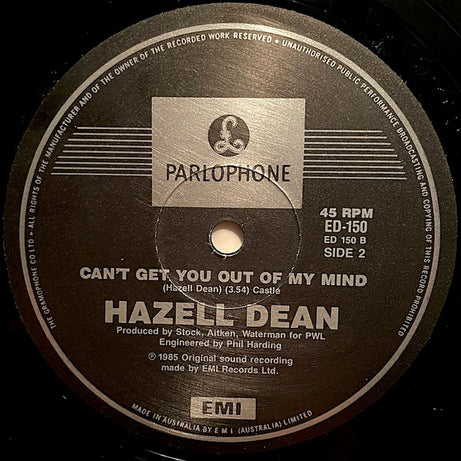 THE GRAMOPHONE CO LTD • ALL RIGHTS OF THE MANUFACTURER AND OF THE OWNER OF THE RECORDED WORK RESERVED • UNAUTHORISED PUBLIC PERFORMANCE BROADCASTING AND COPYING OF THIS RECORD PROHIBITED
£
PARLOPHONE
45 RPM
ED-150
ED 150 B
SIDE 2
CAN'T GET YOU OUT OF MY MIND
(Hazell Dean) (3.54) Castle
HAZELL DEAN
Produced by Stock, Aitken, Waterman for PWL
Engineered by Phil Harding
℗ 1985 Original sound recording
made by EMI Records Ltd.
EMI
MADE IN AUSTRALIA BY E M I (AUSTRALIA) LIMITED